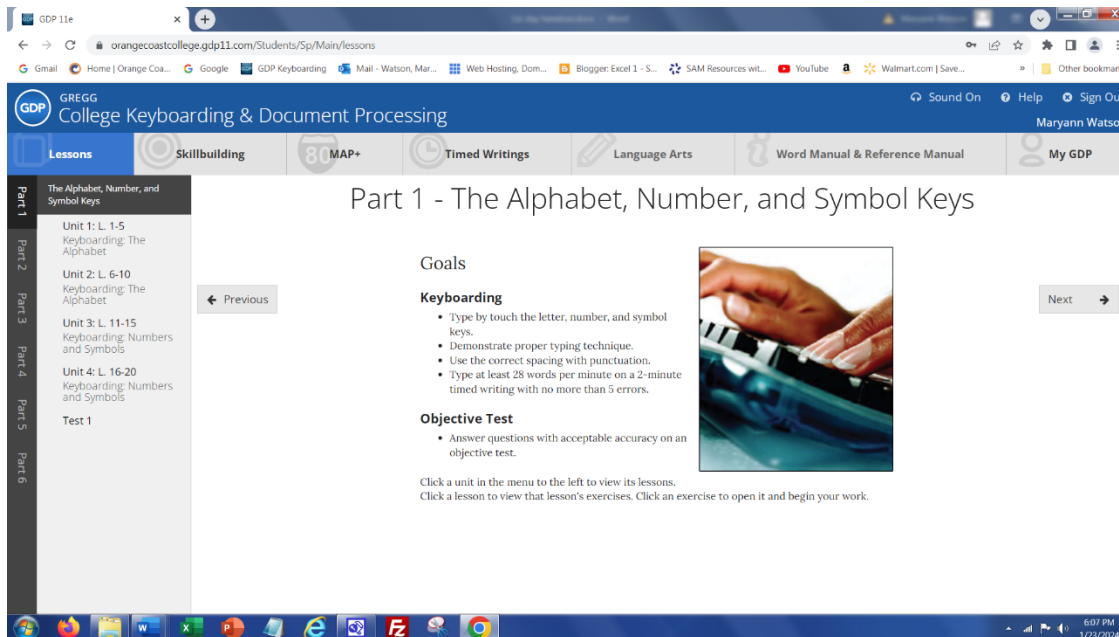 GDP 11e
orangecoastcollege.gdp11.com/Students/Sp/Main/lessons
Gmail Home | Orange Coa... Google GDP Keyboarding Mail - Watson, Mar... Web Hosting, Dom... Blogger: Excel 1 - S... SAM Resources wit... YouTube Walmart.com | Save... » Other bookmar
GDP
GREGG
College Keyboarding & Document Processing
Sound On Help Sign Ou
Maryann Watso
Lessons Skillbuilding 80 MAP+ Timed Writings Language Arts Word Manual & Reference Manual My GDP
Part 1
Part 2
Part 3
Part 4
Part 5
Part 6
The Alphabet, Number, and
Symbol Keys
Unit 1: L. 1-5
Keyboarding: The
Alphabet
Unit 2: L. 6-10
Keyboarding: The
Alphabet
Unit 3: L. 11-15
Keyboarding: Numbers
and Symbols
Unit 4: L. 16-20
Keyboarding: Numbers
and Symbols
Test 1
Part 1 - The Alphabet, Number, and Symbol Keys
Previous
Next
Goals
Keyboarding
• Type by touch the letter, number, and symbol
keys.
• Demonstrate proper typing technique.
• Use the correct spacing with punctuation.
• Type at least 28 words per minute on a 2-minute
timed writing with no more than 5 errors.
Objective Test
• Answer questions with acceptable accuracy on an
objective test.
Click a unit in the menu to the left to view its lessons.
Click a lesson to view that lesson's exercises. Click an exercise to open it and begin your work.
6:07 PM
1/23/20